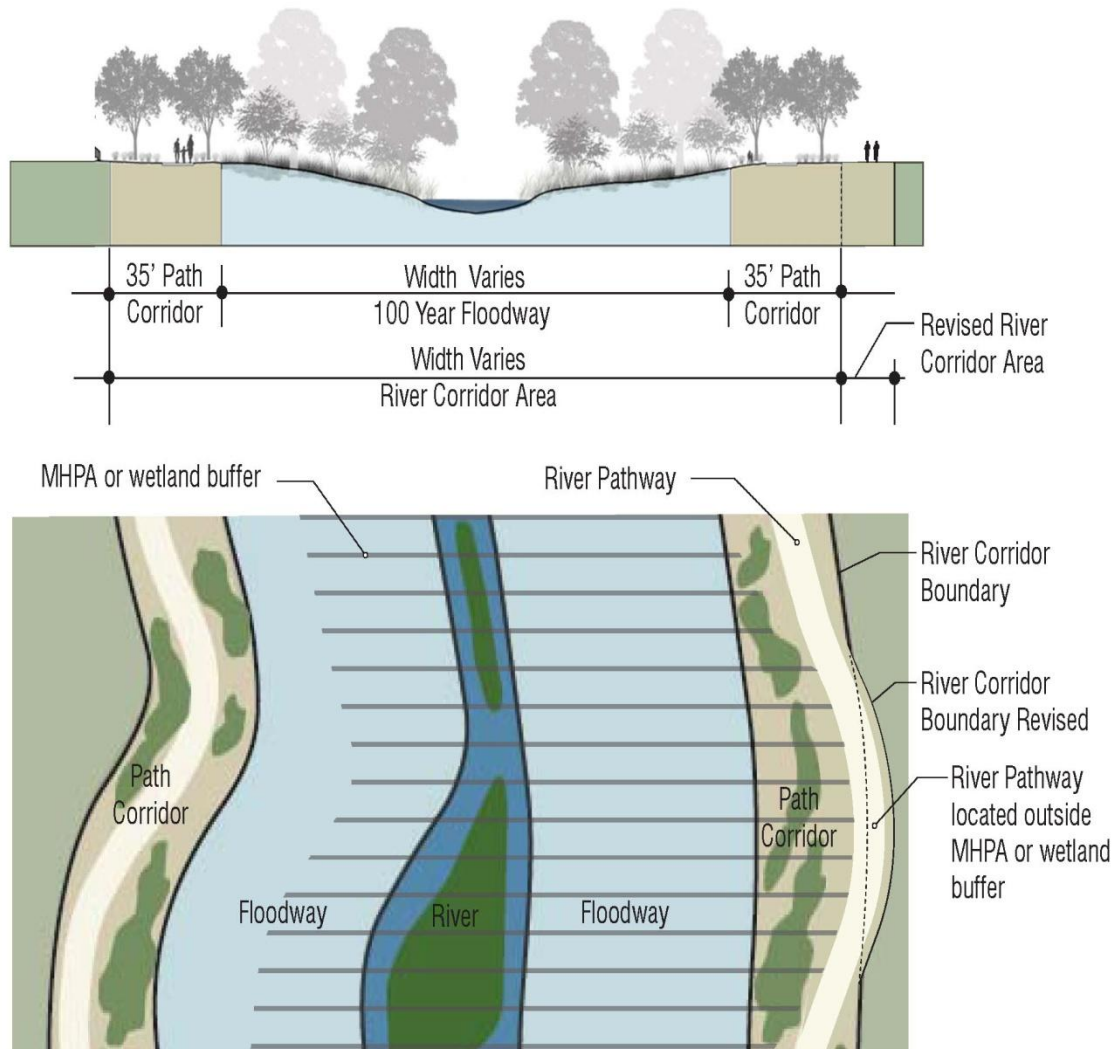 35' Path
Corridor
Width Varies
100 Year Floodway
35' Path
Corridor
Revised River
Corridor Area
Width Varies
River Corridor Area
MHPA or wetland buffer
River Pathway
River Corridor
Boundary
River Corridor
Boundary Revised
River Pathway
located outside
MHPA or wetland
buffer
Path
Corridor
Path
Corridor
Floodway
River
Floodway